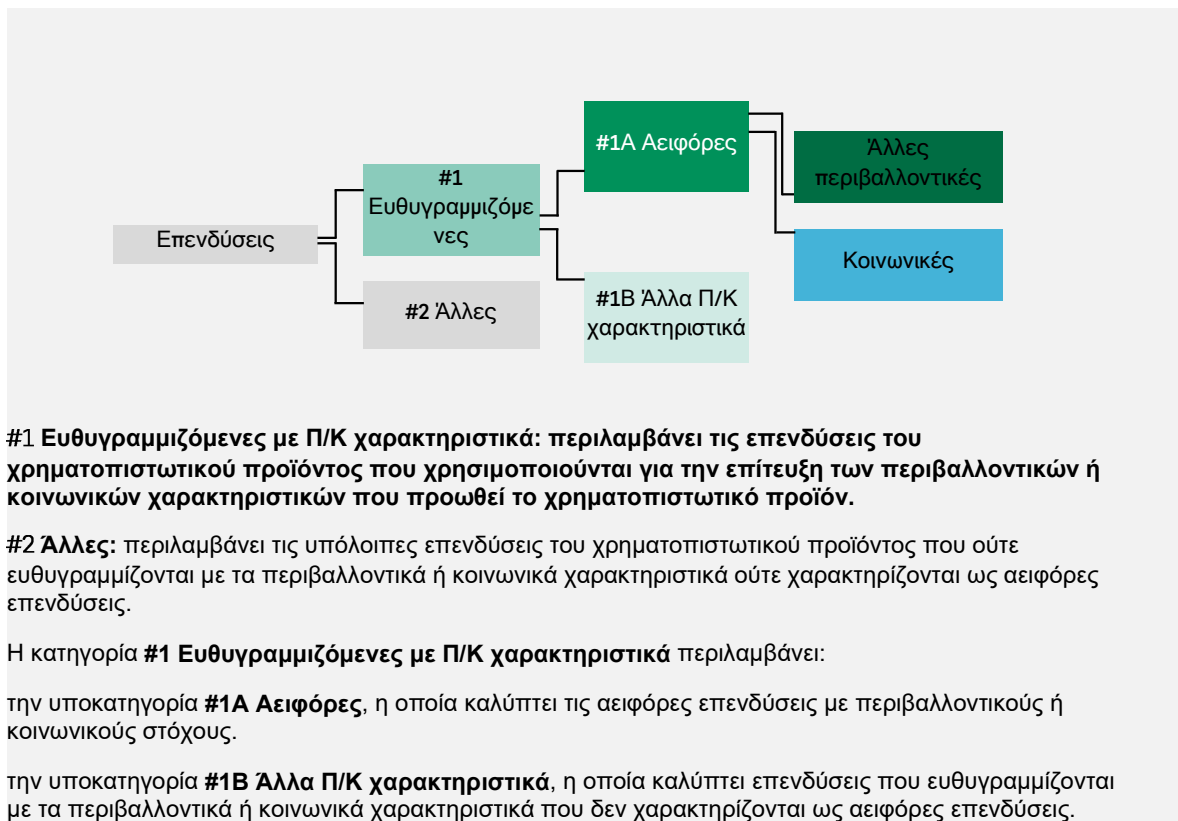 #1A Αειφόρες
Άλλες
περιβαλλοντικές
#1
Ευθυγραμμιζόμε
νες
Επενδύσεις
Κοινωνικές
#2 Άλλες
#1B Άλλα Π/Κ
χαρακτηριστικά
#1 Ευθυγραμμιζόμενες με Π/Κ χαρακτηριστικά: περιλαμβάνει τις επενδύσεις του
χρηματοπιστωτικού προϊόντος που χρησιμοποιούνται για την επίτευξη των περιβαλλοντικών ή
κοινωνικών χαρακτηριστικών που προωθεί το χρηματοπιστωτικό προϊόν.
#2 Άλλες: περιλαμβάνει τις υπόλοιπες επενδύσεις του χρηματοπιστωτικού προϊόντος που ούτε
ευθυγραμμίζονται με τα περιβαλλοντικά ή κοινωνικά χαρακτηριστικά ούτε χαρακτηρίζονται ως αειφόρες
επενδύσεις.
Η κατηγορία #1 Ευθυγραμμιζόμενες με Π/Κ χαρακτηριστικά περιλαμβάνει:
την υποκατηγορία #1A Αειφόρες, η οποία καλύπτει τις αειφόρες επενδύσεις με περιβαλλοντικούς ή
κοινωνικούς στόχους.
την υποκατηγορία #1B Άλλα Π/Κ χαρακτηριστικά, η οποία καλύπτει επενδύσεις που ευθυγραμμίζονται
με τα περιβαλλοντικά ή κοινωνικά χαρακτηριστικά που δεν χαρακτηρίζονται ως αειφόρες επενδύσεις.